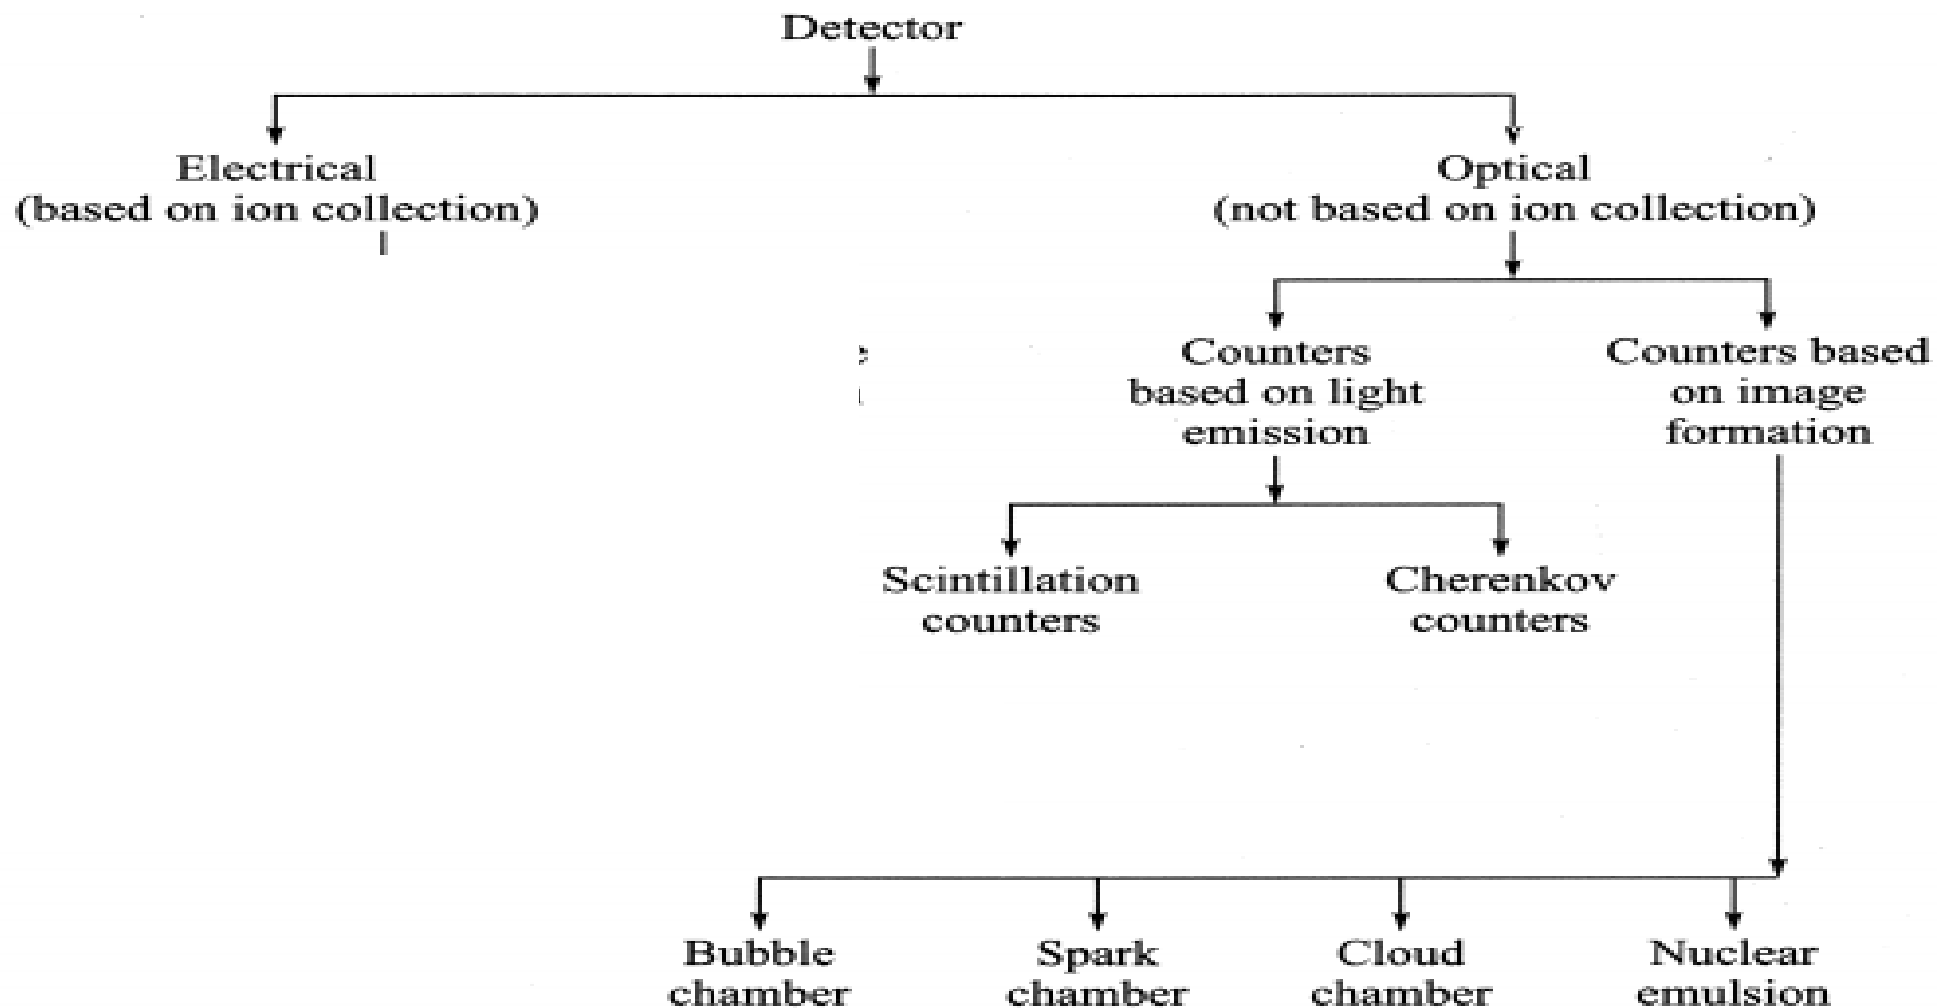 Detector
Electrical
(based on ion collection)
Optical
(not based on ion collection)
Counters
based on light
emission
Counters based
on image
formation
Scintillation
counters
Cherenkov
counters
Bubble
chamber
Spark
chamber
Cloud
chamber
Nuclear
emulsion